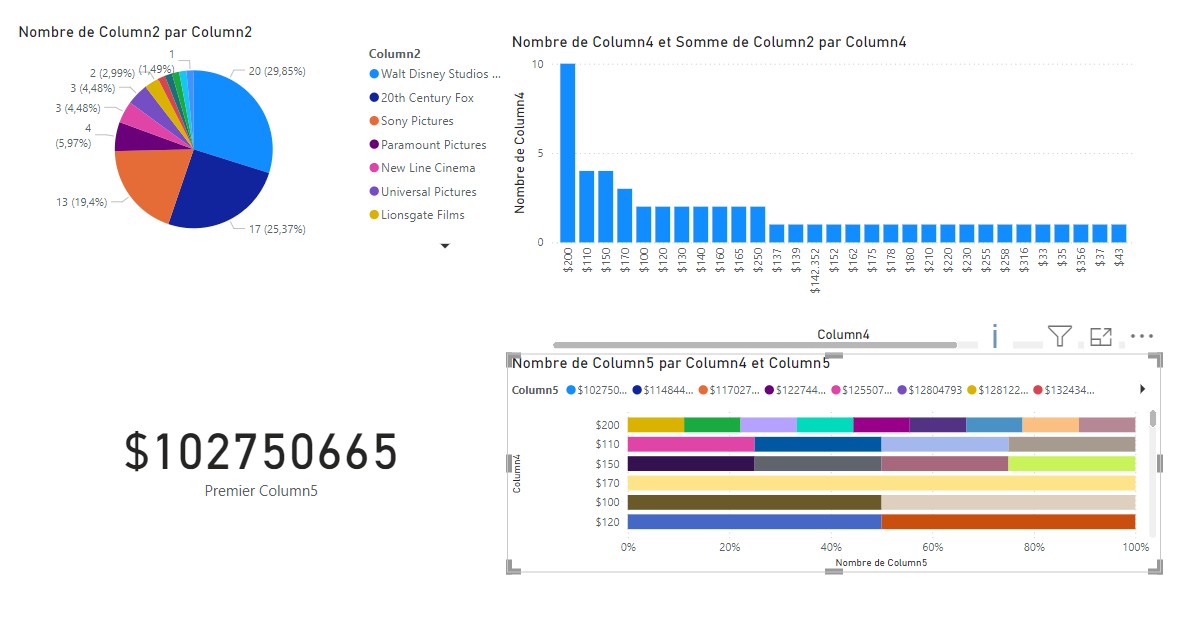 Nombre de Column2 par Column2
1
2 (2,99%)
(1,49%)
20 (29,85%)
3 (4,48%)
3 (4,48%)
4
(5,97%)
13 (19,4%)
17 (25,37%)
Column2
Walt Disney Studios ...
20th Century Fox
Sony Pictures
Paramount Pictures
New Line Cinema
Universal Pictures
Lionsgate Films
Nombre de Column4 et Somme de Column2 par Column4
Nombre de Column4
10
5
0
$200
$110
$150
$170
$100
$120
$130
$140
$160
$165
$250
$137
$139
$142.352
$152
$162
$175
$178
$180
$210
$220
$230
$255
$258
$316
$33
$35
$356
$37
$43
Column4
$102750665
Premier Column5
Nombre de Column5 par Column4 et Column5
Column5 $102750... $114844... $117027... $122744... $125507... $12804793 $128122... $132434...
Column4
$200
$110
$150
$170
$100
$120
0% 20% 40% 60% 80% 100%
Nombre de Column5